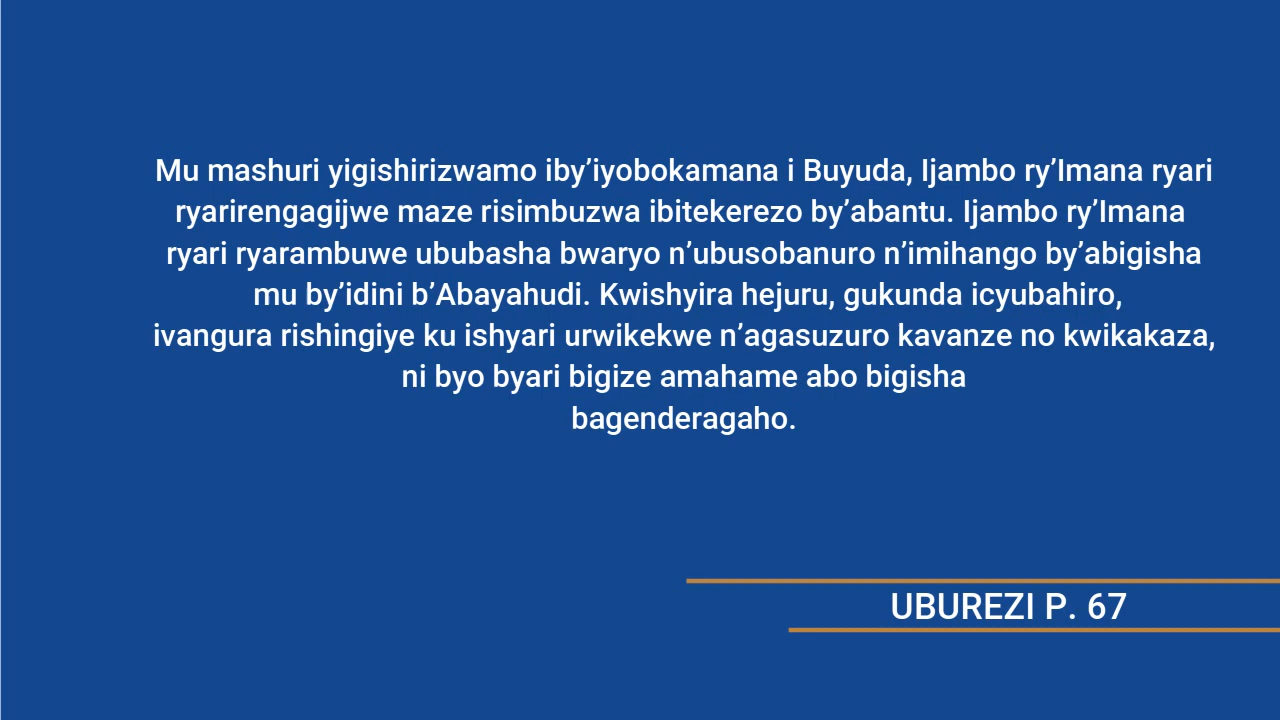 Mu mashuri yigishirizwamo iby’iyobokamana i Buyuda, Ijambo ry’Imana ryari
ryarirengagijwe maze risimbuzwa ibitekerezo by’abantu. Ijambo ry’Imana
ryari ryarambuwe ububasha bwaryo n’ubusobanuro n’imihango by’abigisha
mu by’idini b’Abayahudi. Kwishyira hejuru, gukunda icyubahiro,
ivangura rishingiye ku ishyari urwikekwe n’agasuzuro kavanze no kwikakaza,
ni byo byari bigize amahame abo bigisha
bagenderagaho.
UBUREZI P. 67